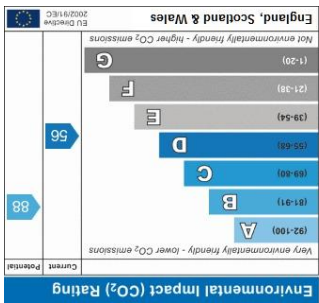 Environmental Impact (CO₂) Rating
Current Potential
Very environmentally friendly - lower CO₂ emissions
(92-100) A
(81-91) B
(69-80) C
(55-68) D
(39-54) E
(21-38) F
(1-20) G
56
88
Not environmentally friendly - higher CO₂ emissions
England, Scotland & Wales
EU Directive
2002/91/EC